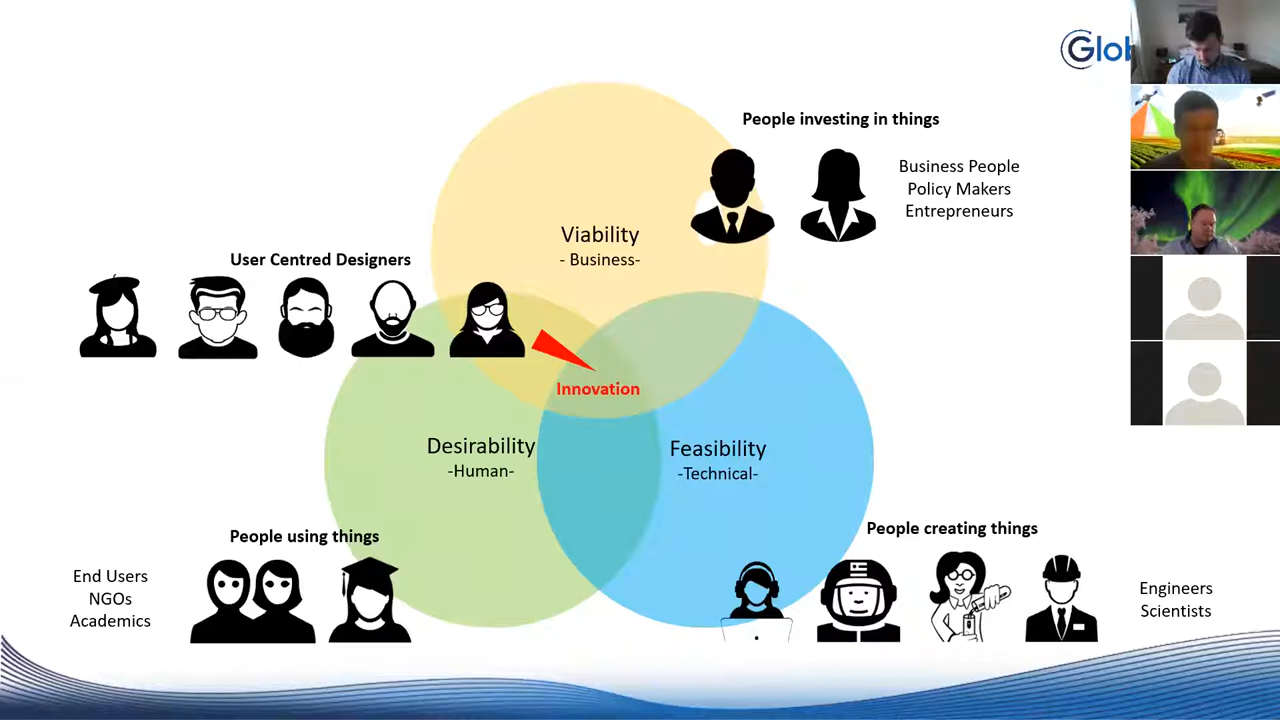 People investing in things
Business People
Policy Makers
Entrepreneurs
Viability
- Business-
User Centred Designers
Innovation
Desirability
-Human-
Feasibility
-Technical-
People using things
End Users
NGOs
Academics
People creating things
Engineers
Scientists